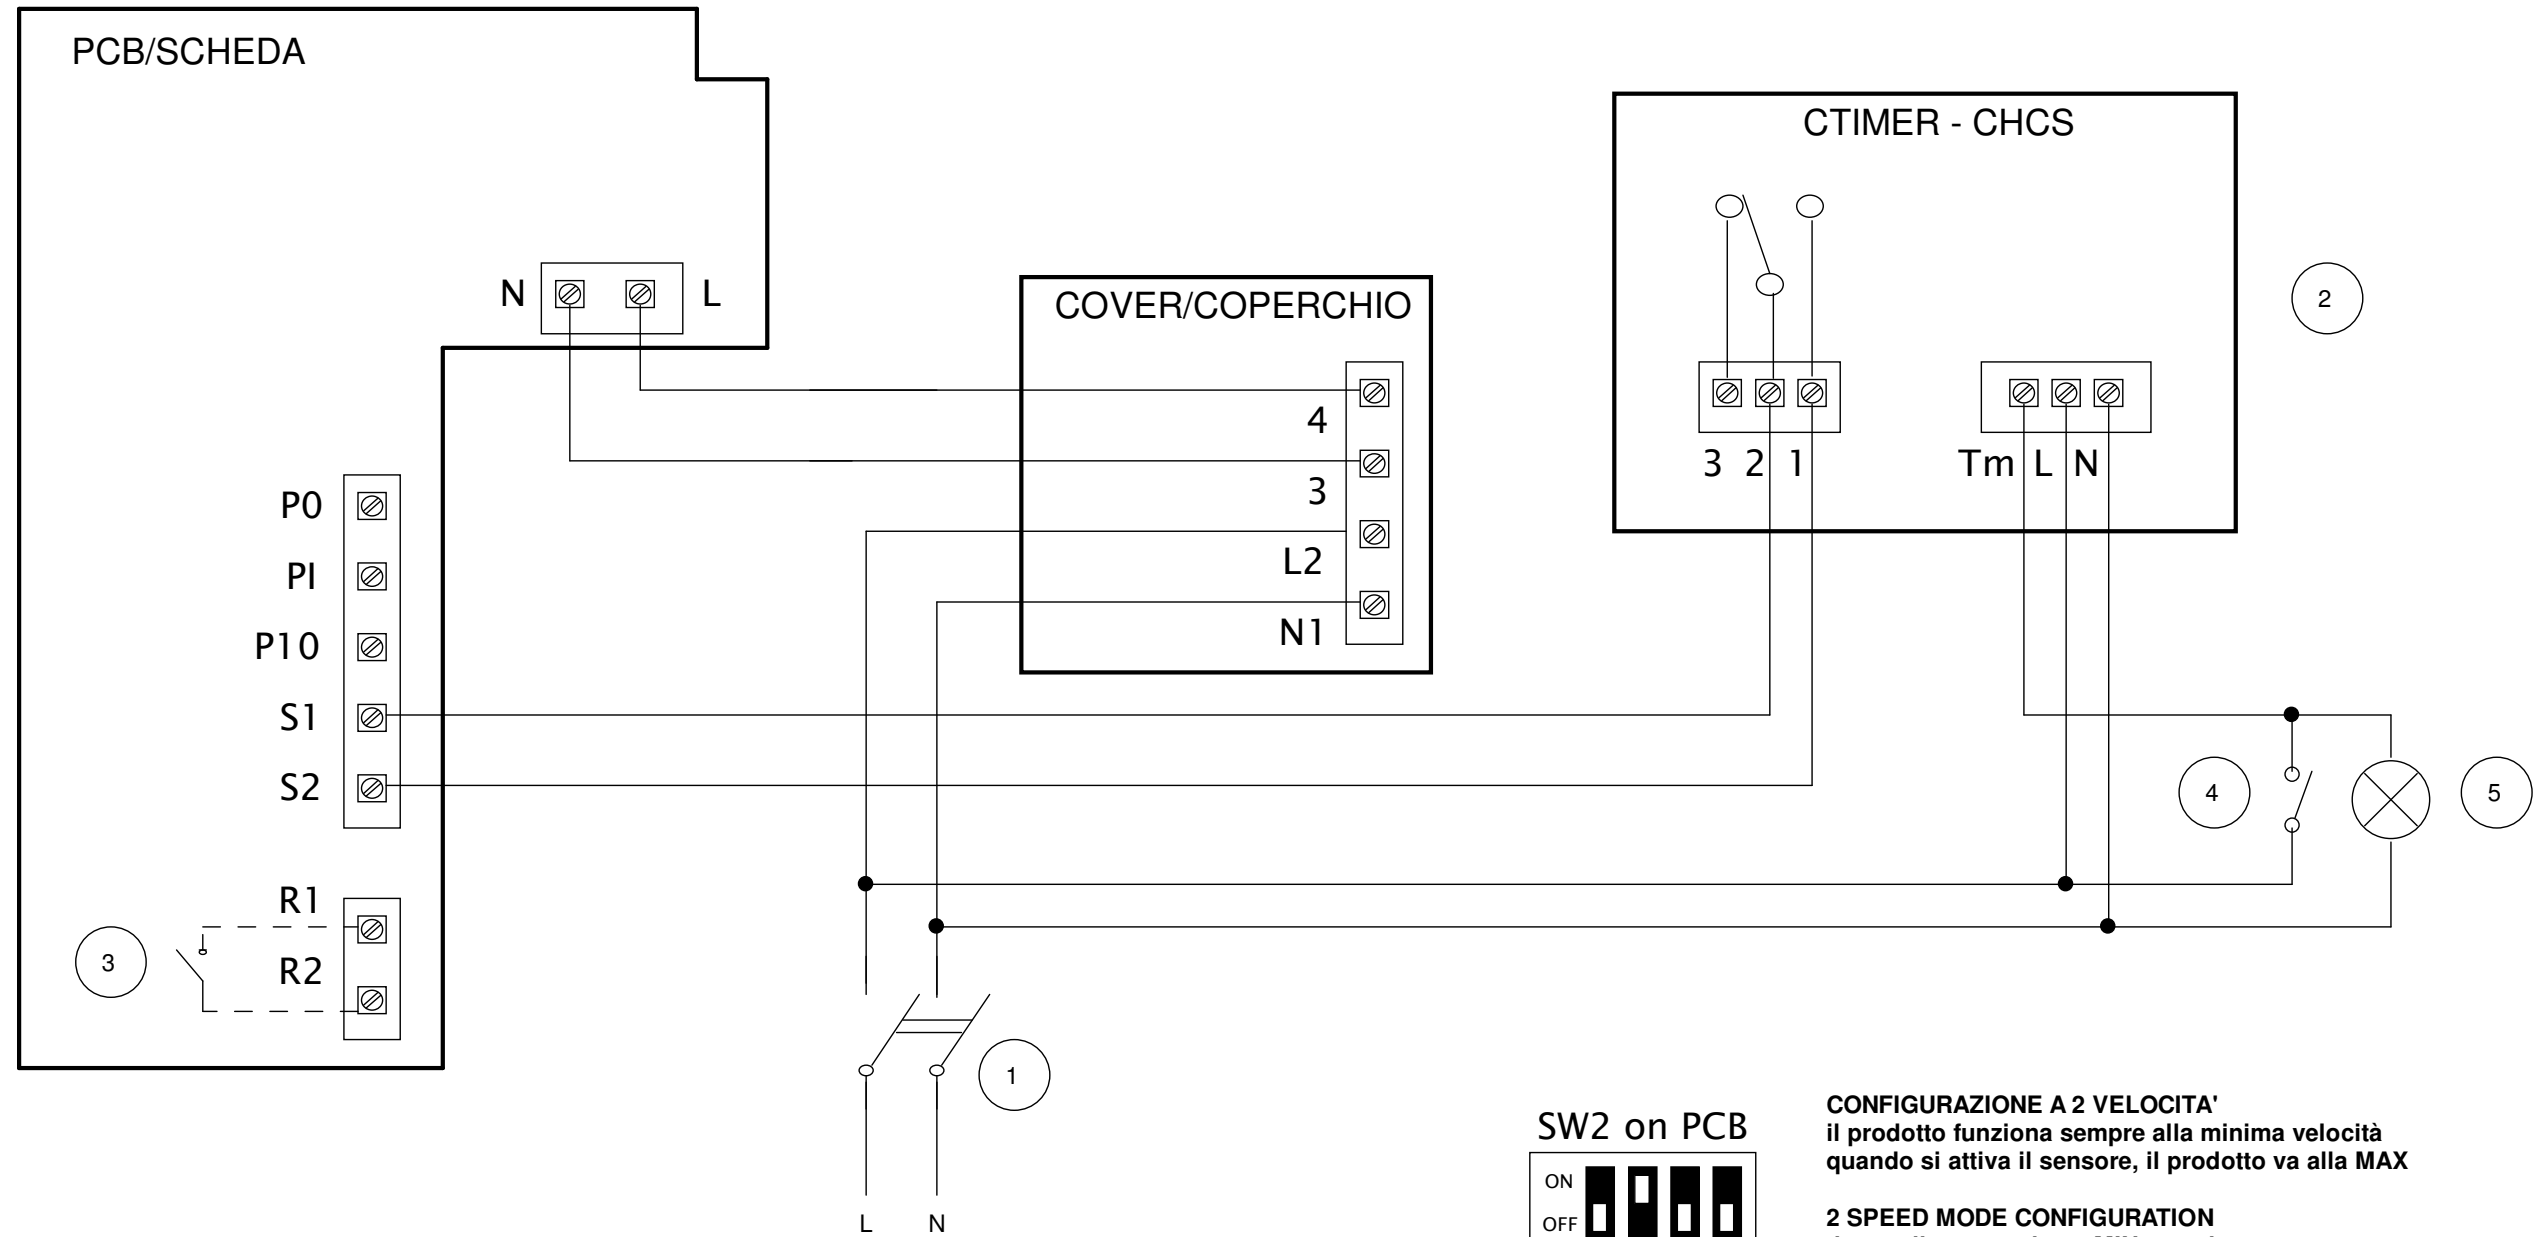 PCB/SCHEDA
CTIMER - CHCS
N L
COVER/COPERCHIO
2
4
3 2 1
Tm L N
3
P0
PI
L2
P10
N1
S1
S2
4
5
R1
3
R2
1
SW2 on PCB
ON
OFF
L N
CONFIGURAZIONE A 2 VELOCITA'
il prodotto funziona sempre alla minima velocità
quando si attiva il sensore, il prodotto va alla MAX
2 SPEED MODE CONFIGURATION